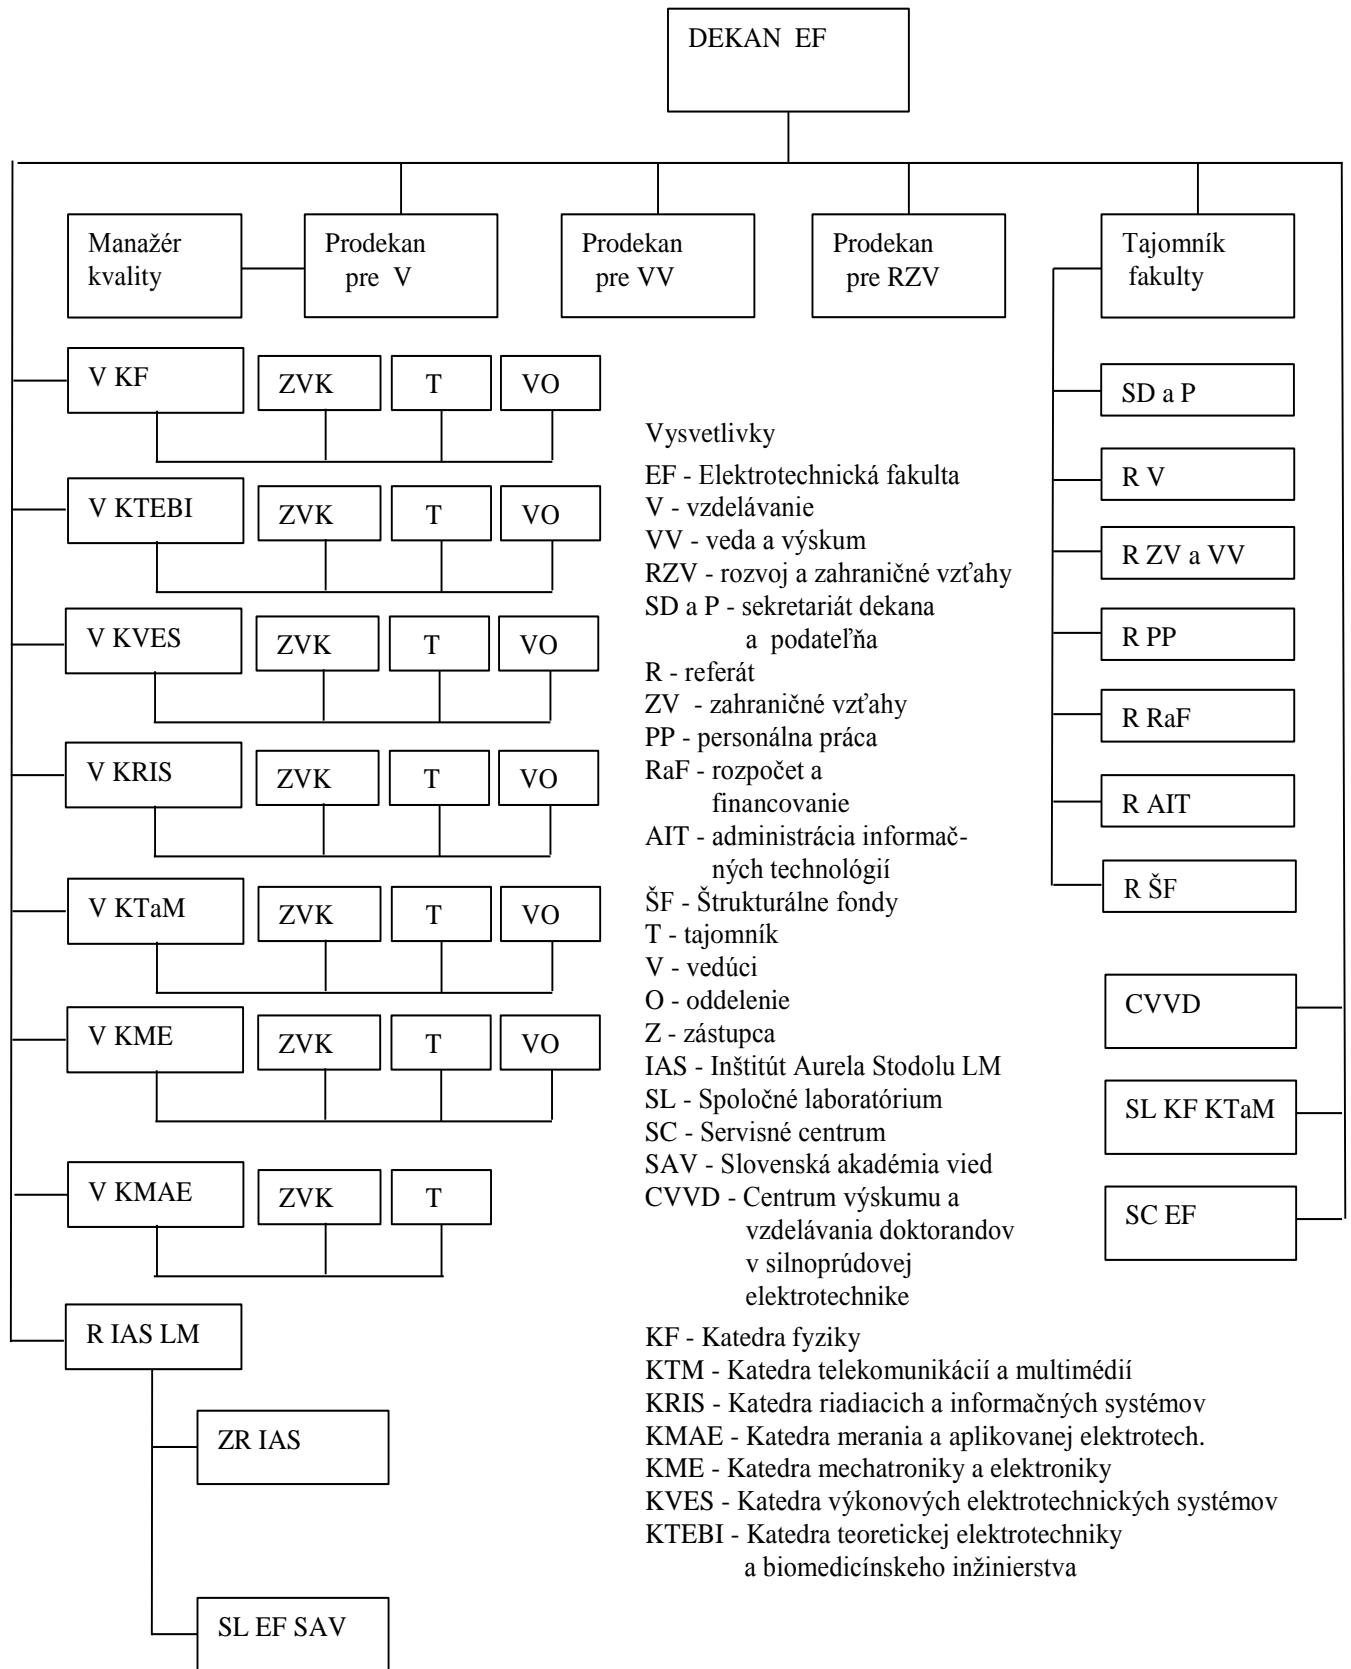 DEKAN EF
Manažér
kvality
Prodekan
pre V
Prodekan
pre VV
Prodekan
pre RZV
Tajomník
fakulty
V KF
ZVK
T
VO
V KTEBI
ZVK
T
VO
V KVES
ZVK
T
VO
V KRIS
ZVK
T
VO
V KTaM
ZVK
T
VO
V KME
ZVK
T
VO
V KMAE
ZVK
T
R IAS LM
ZR IAS
SL EF SAV
Vysvetlivky
EF - Elektrotechnická fakulta
V - vzdelávanie
VV - veda a výskum
RZV - rozvoj a zahraničné vzťahy
SD a P - sekretariát dekana
a podateľňa
R - referát
ZV - zahraničné vzťahy
PP - personálna práca
RaF - rozpočet a
financovanie
AIT - administrácia informač-
ných technológií
ŠF - Štrukturálne fondy
T - tajomník
V - vedúci
O - oddelenie
Z - zástupca
IAS - Inštitút Aurela Stodolu LM
SL - Spoločné laboratórium
SC - Servisné centrum
SAV - Slovenská akadémia vied
CVVD - Centrum výskumu a
vzdelávania doktorandov
v silnoprúdovej
elektrotechnike
KF - Katedra fyziky
KTM - Katedra telekomunikácií a multimédií
KRIS - Katedra riadiacich a informačných systémov
KMAE - Katedra merania a aplikovanej elektrotech.
KME - Katedra mechatroniky a elektroniky
KVES - Katedra výkonových elektrotechnických systémov
KTEBI - Katedra teoretickej elektrotechniky
a biomedicínskeho inžinierstva
SD a P
R V
R ZV a VV
R PP
R RaF
R AIT
R ŠF
CVVD
SL KF KTaM
SC EF